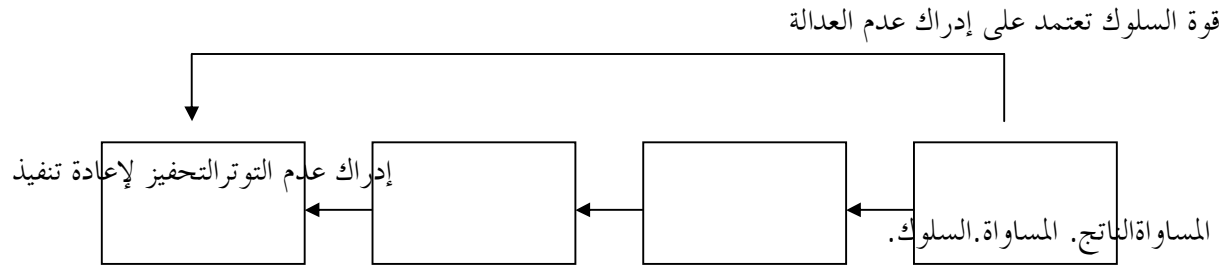 قوة السلوك تعتمد على إدراك عدم العدالة
إدراك عدم التوترالتحفيز لإعادة تنفيذ
المساواةالناتج. المساواة.السلوك.